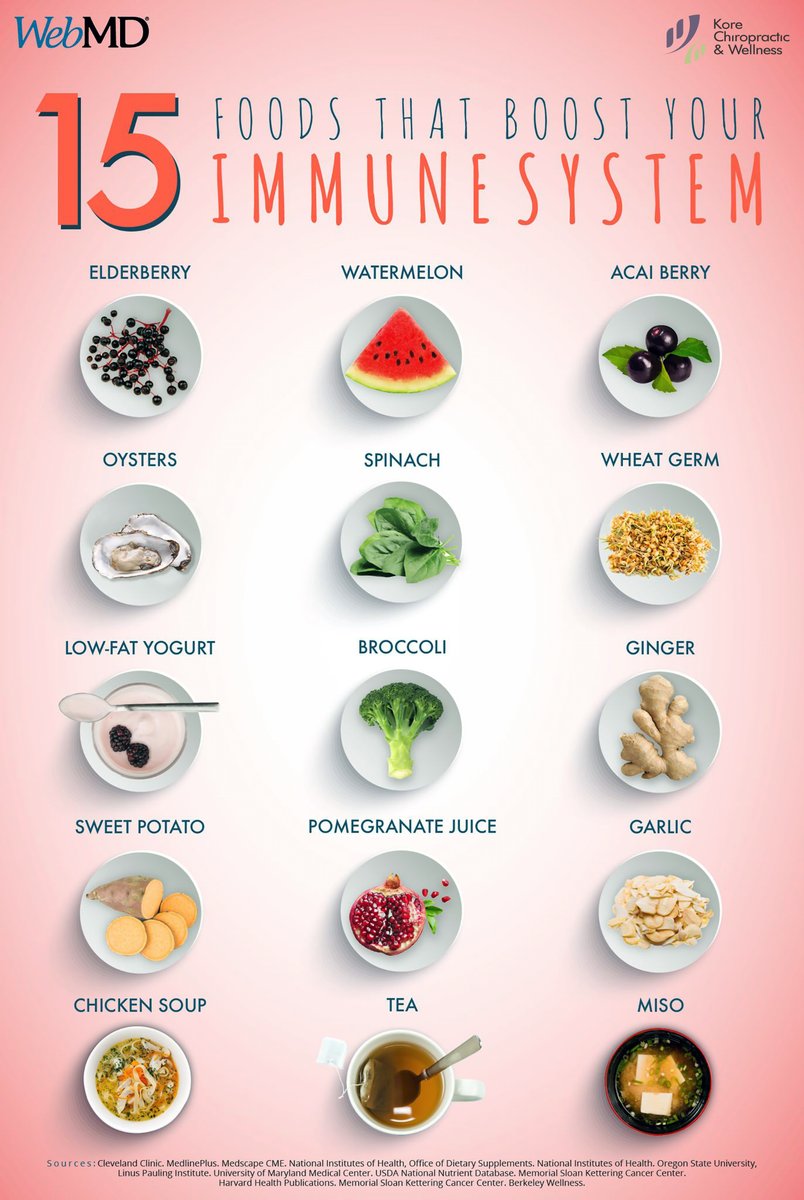 WebMD®
Kore
Chiropractic
& Wellness
15
FOODS THAT BOOST YOUR
IMMUNE SYSTEM
ELDERBERRY
WATERMELON
ACAI BERRY
OYSTERS
SPINACH
WHEAT GERM
LOW-FAT YOGURT
BROCCOLI
GINGER
SWEET POTATO
POMEGRANATE JUICE
GARLIC
CHICKEN SOUP
TEA
MISO
Sources: Cleveland Clinic. MedlinePlus. Medscape CME. National Institutes of Health, Office of Dietary Supplements. National Institutes of Health. Oregon State University,
Linus Pauling Institute. University of Maryland Medical Center. USDA National Nutrient Database. Memorial Sloan Kettering Cancer Center.
Harvard Health Publications. Memorial Sloan Kettering Cancer Center. Berkeley Wellness.